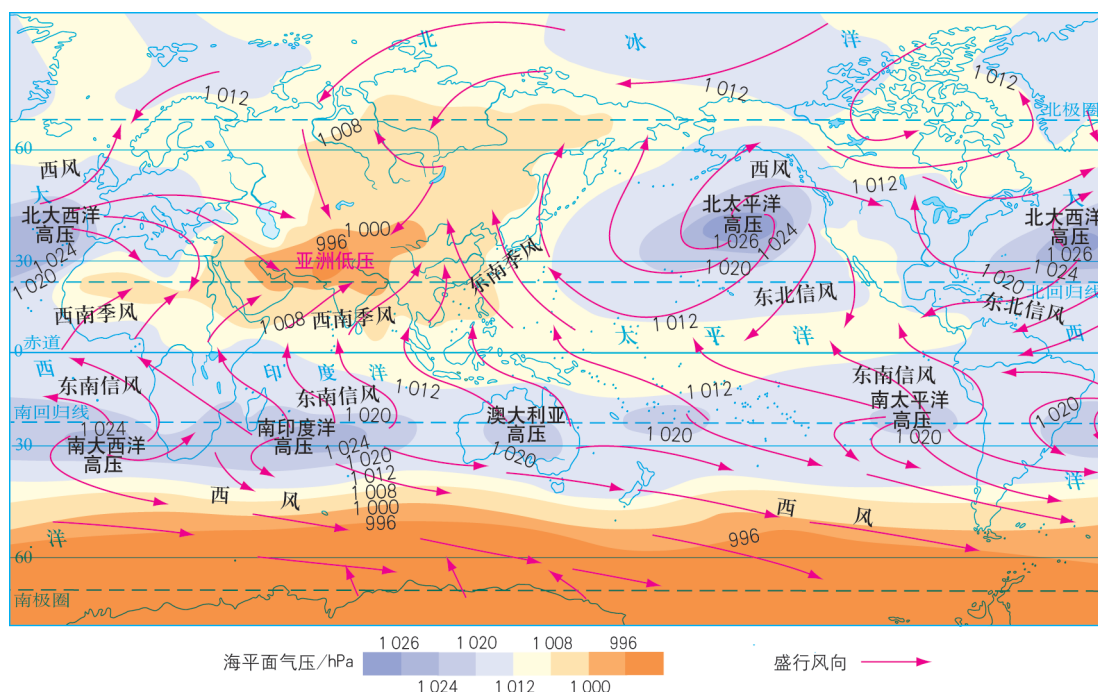 北 冰 洋
1 012
1 012
1 008
北极圈
60
西风
西风
1 012
大
大
北大西洋
高压
1 000
996
北太平洋
高压
北大西洋
高压
1 026
1 024
1 026
1 024
1 020
30
亚洲低压
1 020
1 024
1 020
东南季风
北回归线
西南季风
1 008
西南季风
东北信风
东北信风
1 012
太 平 洋
赤道
0
西
西
印 度 洋
1 012
1 012
东南信风
东南信风
东南信风
南回归线
1 020
1 024
南大西洋
高压
南印度洋
高压
澳大利亚
高压
南太平洋
高压
1 020
1 020
1 020
1 020
30
1 024
1 020
1 012
1 008
1 000
996
西 风
西 风
洋
洋
996
60
南极圈
1 026 1 020 1 008 996
海平面气压/hPa
1 024 1 012 1 000
盛行风向